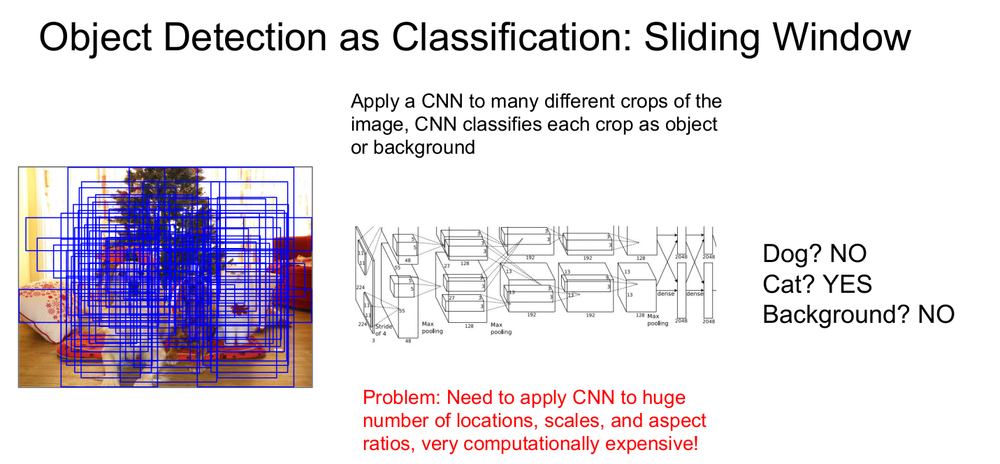 Object Detection as Classification: Sliding Window
Apply a CNN to many different crops of the
image, CNN classifies each crop as object
or background
11
11
224
5
5
48
55
3
3
128
3
3
192
3
3
192
128
2048
2048
11
11
224
Stride
of 4
3
5
5
55
48
Max
pooling
27
3
3
27
3
3
128
Max
pooling
13
3
3
13
192
13
3
3
13
192
13
13
128
Max
pooling
dense
dense
2048
2048
Dog? NO
Cat? YES
Background? NO
Problem: Need to apply CNN to huge
number of locations, scales, and aspect
ratios, very computationally expensive!